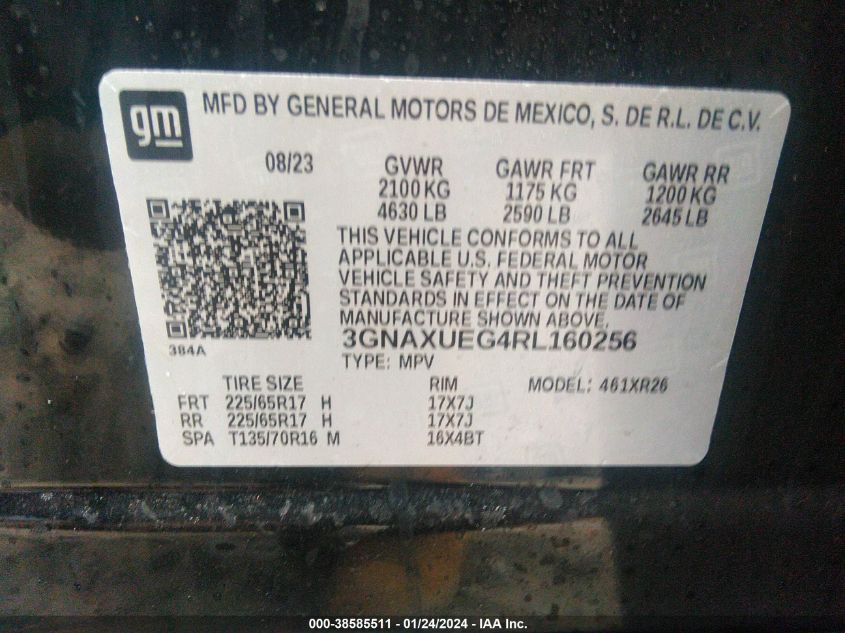 gm
MFD BY GENERAL MOTORS DE MEXICO, S. DE R.L. DE C.V.
08/23 GVWR GAWR FRT GAWR RR
2100 KG 1175 KG 1200 KG
4630 LB 2590 LB 2645 LB
THIS VEHICLE CONFORMS TO ALL
APPLICABLE U.S. FEDERAL MOTOR
VEHICLE SAFETY AND THEFT PREVENTION
STANDARDS IN EFFECT ON THE DATE OF
MANUFACTURE SHOWN ABOVE.
384A 3GNAXUEG4RL160256
TYPE: MPV
TIRE SIZE RIM MODEL: 461XR26
FRT 225/65R17 H 17X7J
RR 225/65R17 H 17X7J
SPA T135/70R16 M 16X4BT
000-38585511 - 01/24/2024 - IAA Inc.